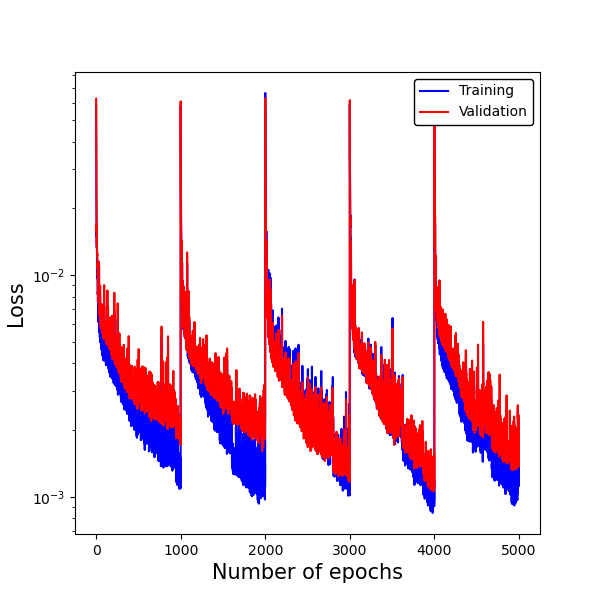 Training
Validation
Loss
10⁻²
10⁻³
0 1000 2000 3000 4000 5000
Number of epochs